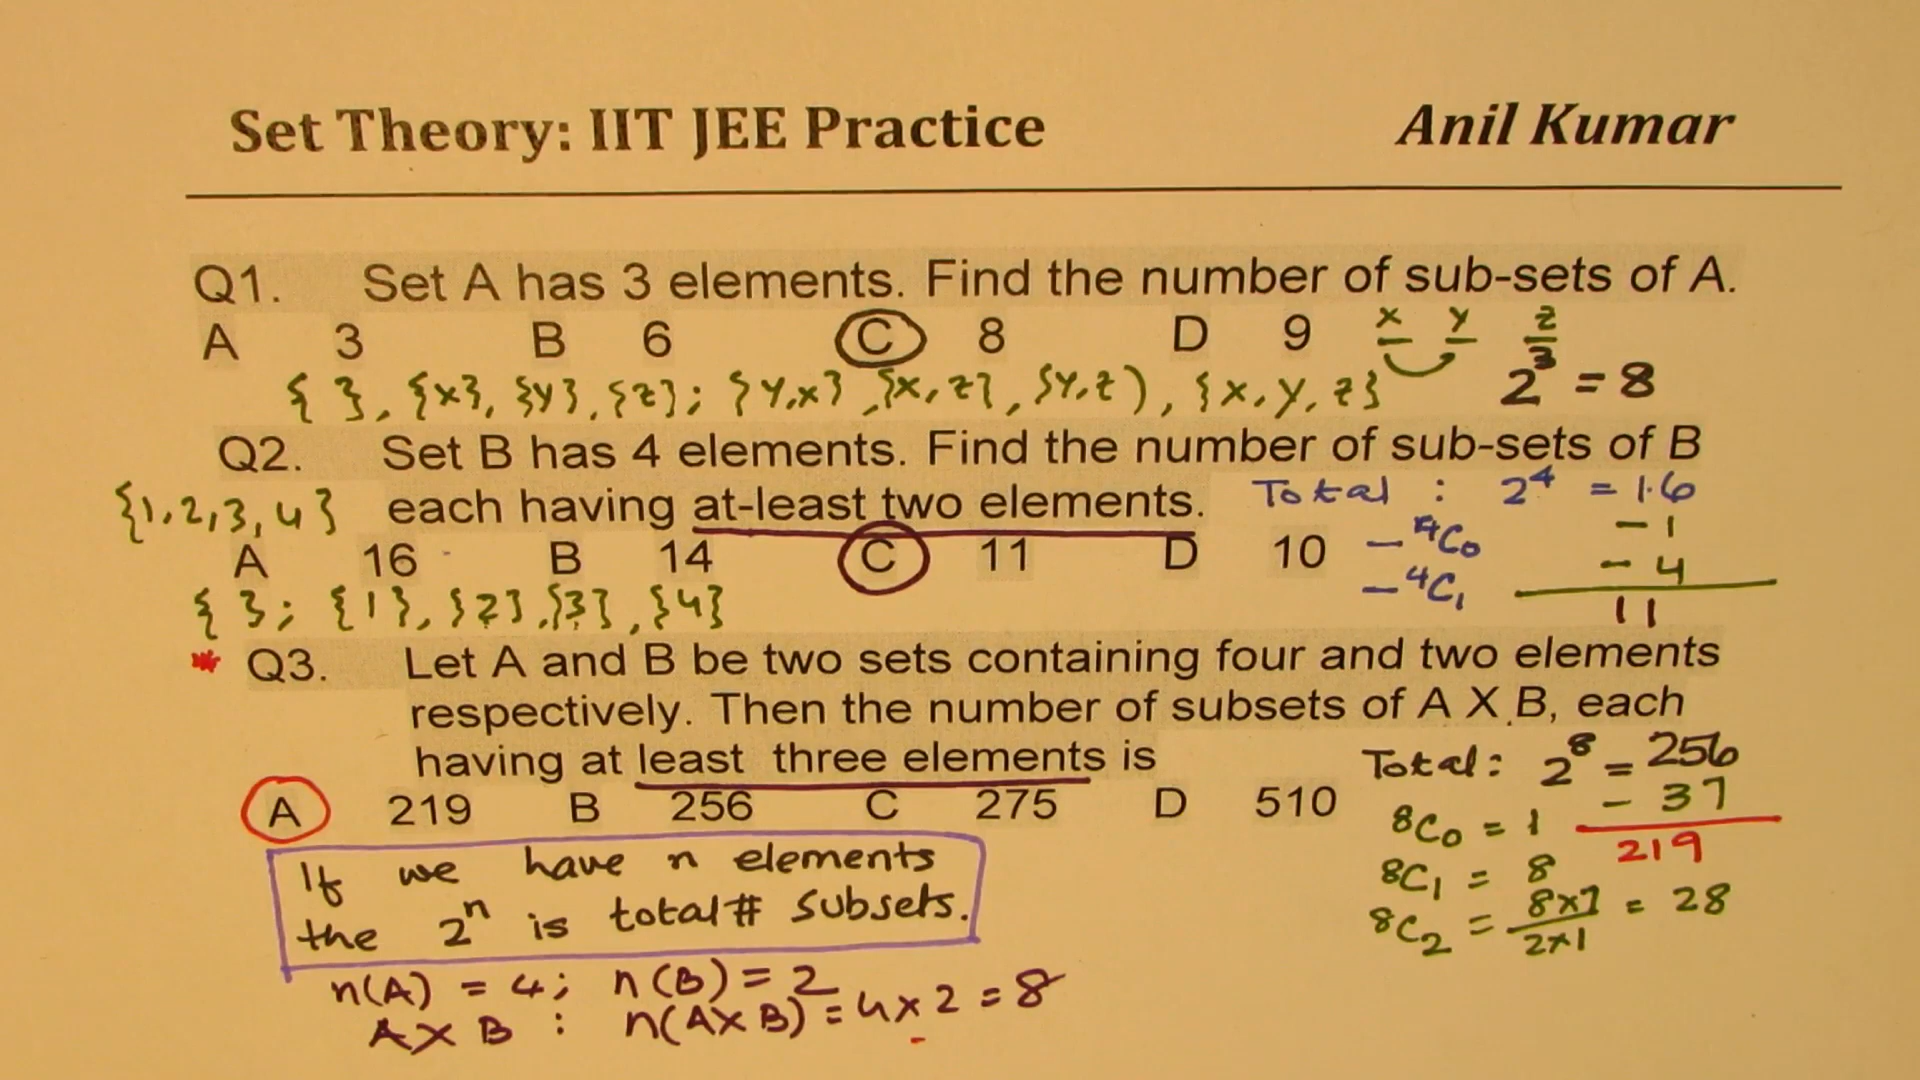 Set Theory: IIT JEE Practice Anil Kumar
Q1. Set A has 3 elements. Find the number of sub-sets of A.
A 3 B 6 C 8 D 9 x y z
{ }, {x}, {y}, {z}; {y,x}, {x,z}, {y,z), {x,y,z} 2³ = 8
Q2. Set B has 4 elements. Find the number of sub-sets of B
{1,2,3,4} each having at-least two elements. Total : 2⁴ = 16
A 16 B 14 C 11 D 10 - ⁴C₀ - 1
{ }; {1}, {2}, {3}, {4} - ⁴C₁ - 4
11
* Q3. Let A and B be two sets containing four and two elements
respectively. Then the number of subsets of A X B, each
having at least three elements is Total: 2⁸ = 256
A 219 B 256 C 275 D 510 8C₀ = 1 - 37
219
If we have n elements 8C₁ = 8
the 2ⁿ is total # subsets. 8C₂ = 8x7/2x1 = 28
n(A) = 4; n(B) = 2
A X B : n(A X B) = 4 x 2 = 8